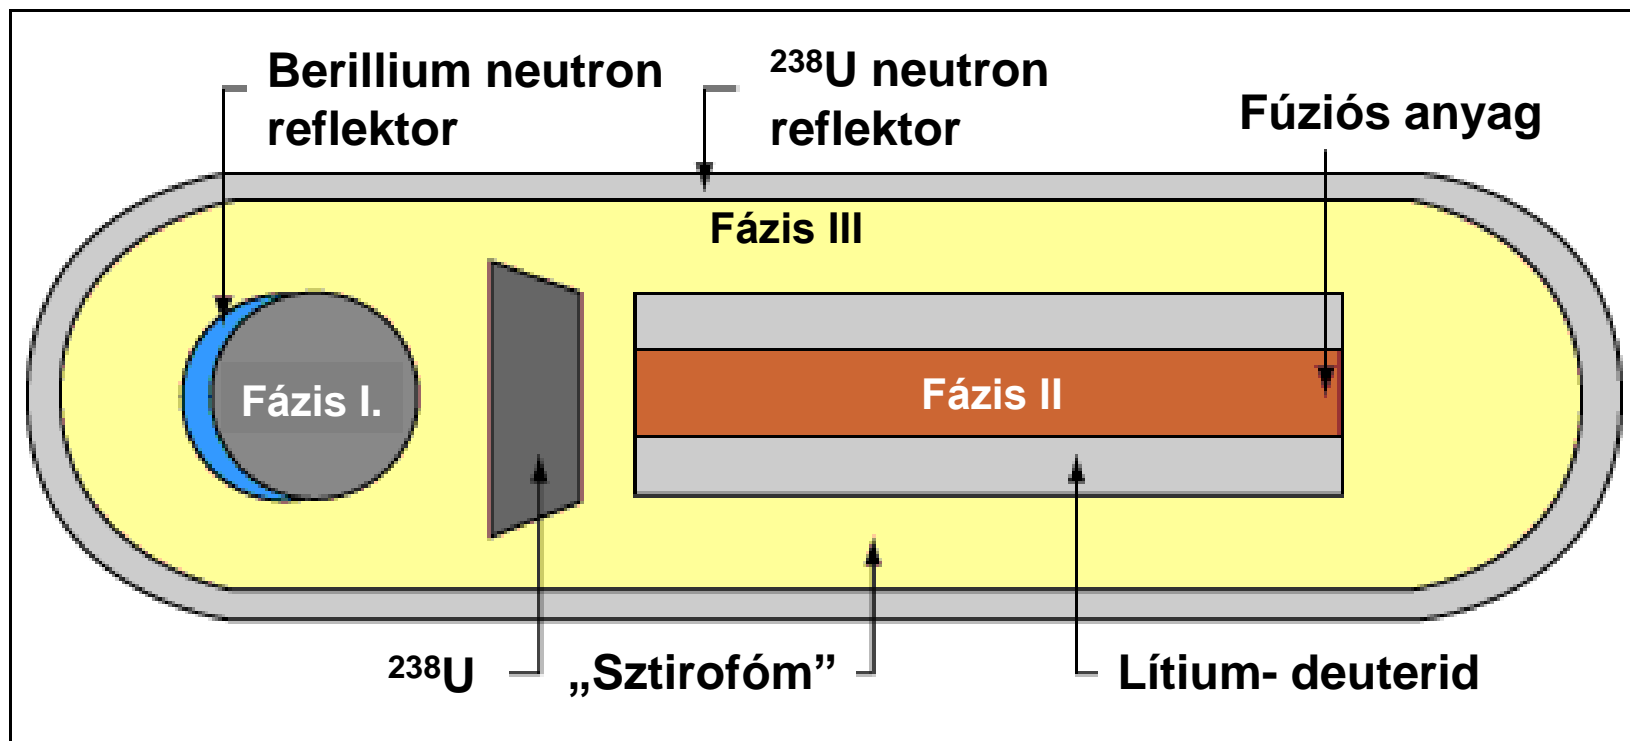 Berillium neutron
reflektor
²³⁸U neutron
reflektor
Fúziós anyag
Fázis III
Fázis I.
Fázis II
²³⁸U
„Sztirofóm”
Lítium- deuterid